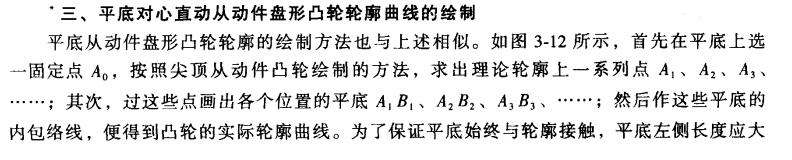 *三、平底对心直动从动件盘形凸轮轮廓曲线的绘制
平底从动件盘形凸轮轮廓的绘制方法也与上述相似。如图 3-12 所示，首先在平底上选
一固定点 A₀，按照尖顶从动件凸轮绘制的方法，求出理论轮廓上一系列点 A₁、A₂、A₃、
……；其次，过这些点画出各个位置的平底 A₁B₁、A₂B₂、A₃B₃、……；然后作这些平底的
内包络线，便得到凸轮的实际轮廓曲线。为了保证平底始终与轮廓接触，平底左侧长度应大